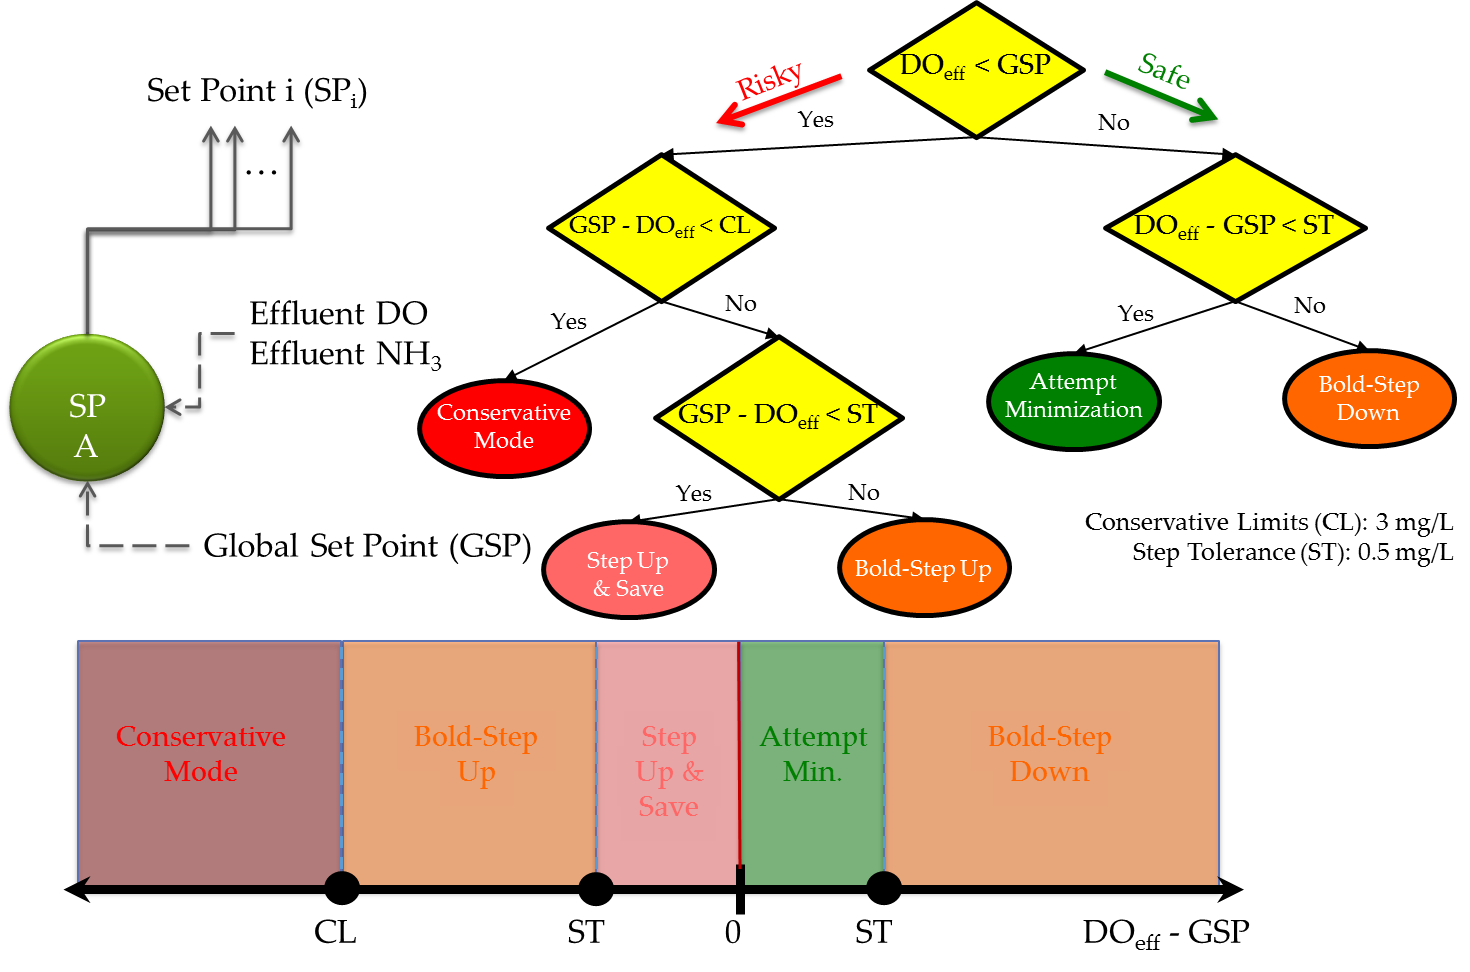 Set Point i (SPi)
…
Effluent DO
Effluent NH3
SP
A
Global Set Point (GSP)
DOeff < GSP
Risky
Safe
Yes
No
GSP - DOeff < CL
DOeff - GSP < ST
Yes
No
Yes
No
Conservative
Mode
GSP - DOeff < ST
Attempt
Minimization
Bold-Step
Down
Yes
No
Step Up
& Save
Bold-Step Up
Conservative Limits (CL): 3 mg/L
Step Tolerance (ST): 0.5 mg/L
Conservative
Mode
Bold-Step
Up
Step
Up &
Save
Attempt
Min.
Bold-Step
Down
CL
ST
0
ST
DOeff - GSP